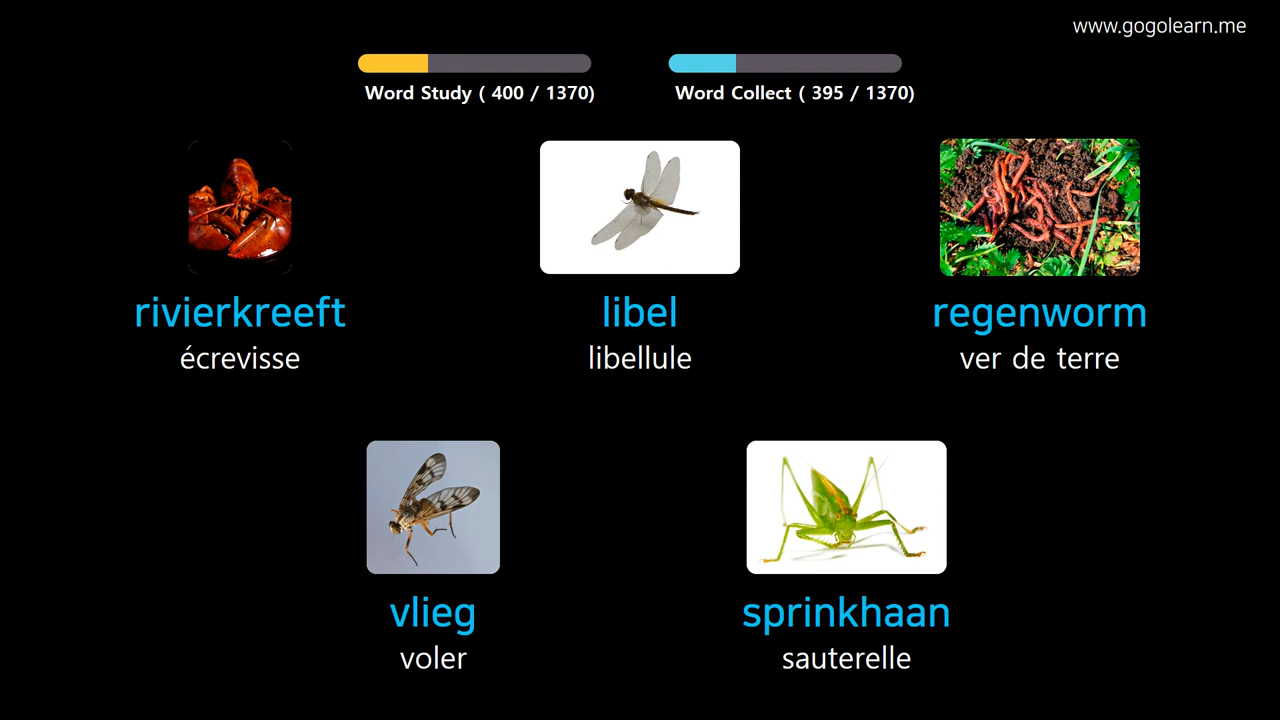 www.gogolearn.me
Word Study ( 400 / 1370)
Word Collect ( 395 / 1370)
rivierkreeft
écrevisse
libel
libellule
regenworm
ver de terre
vlieg
voler
sprinkhaan
sauterelle